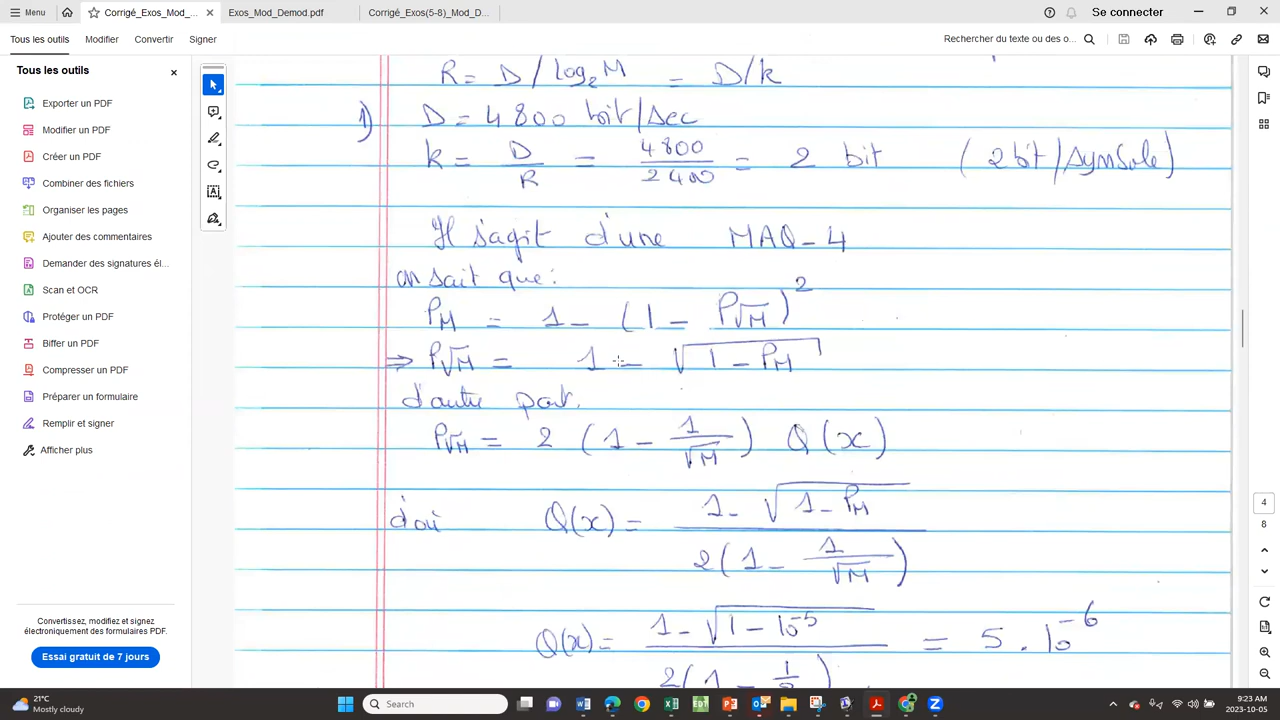 Menu
Corrigé_Exos_Mod_...
Exos_Mod_Demod.pdf
Corrigé_Exos(5-8)_Mod_D...
Se connecter
Tous les outils
Modifier
Convertir
Signer
Rechercher du texte ou des o...
Tous les outils
Exporter un PDF
Modifier un PDF
Créer un PDF
Combiner des fichiers
Organiser les pages
Ajouter des commentaires
Demander des signatures él...
Scan et OCR
Protéger un PDF
Biffer un PDF
Compresser un PDF
Préparer un formulaire
Remplir et signer
Afficher plus
Convertissez, modifiez et signez
électroniquement des formulaires PDF.
Essai gratuit de 7 jours
R = D / log₂M = D/k
1) D = 4800 bit/sec
k = D/R = 4800/2400 = 2 bit (2bit/symbole)
Il s'agit d'une MAQ-4
on sait que:
P_M = 1 - (1 - P√M)²
⇒ P√M = 1 - √(1 - P_M)
d'autre part.
P√M = 2 (1 - 1/√M) Q(x)
d'où Q(x) = (1 - √(1 - P_M)) / (2(1 - 1/√M))
Q(x) = (1 - √(1 - 10⁻⁵)) / (2(1 - 1/2)) = 5 . 10⁻⁶
4
8
21°C
Mostly cloudy
Search
9:23 AM
2023-10-05